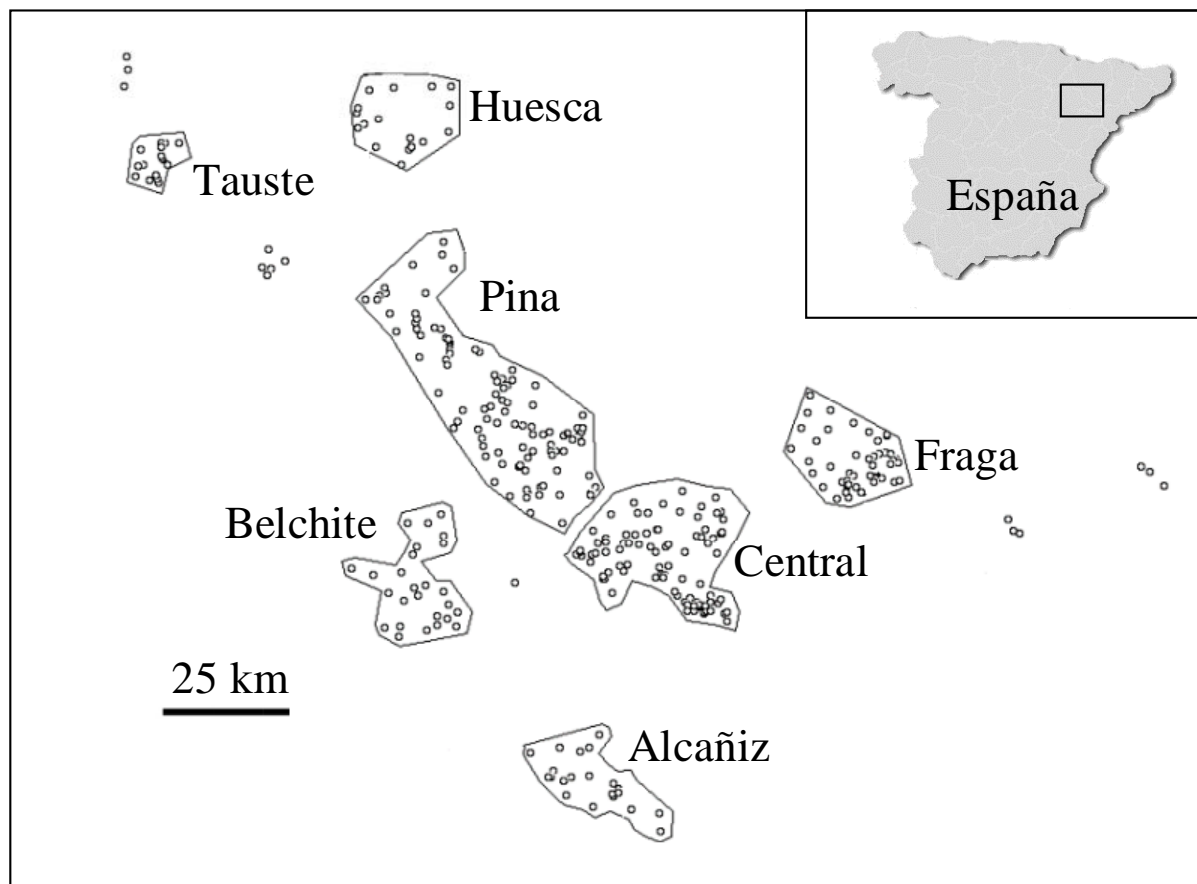 Huesca
Tauste
España
Pina
Fraga
Belchite
Central
25 km
Alcañiz